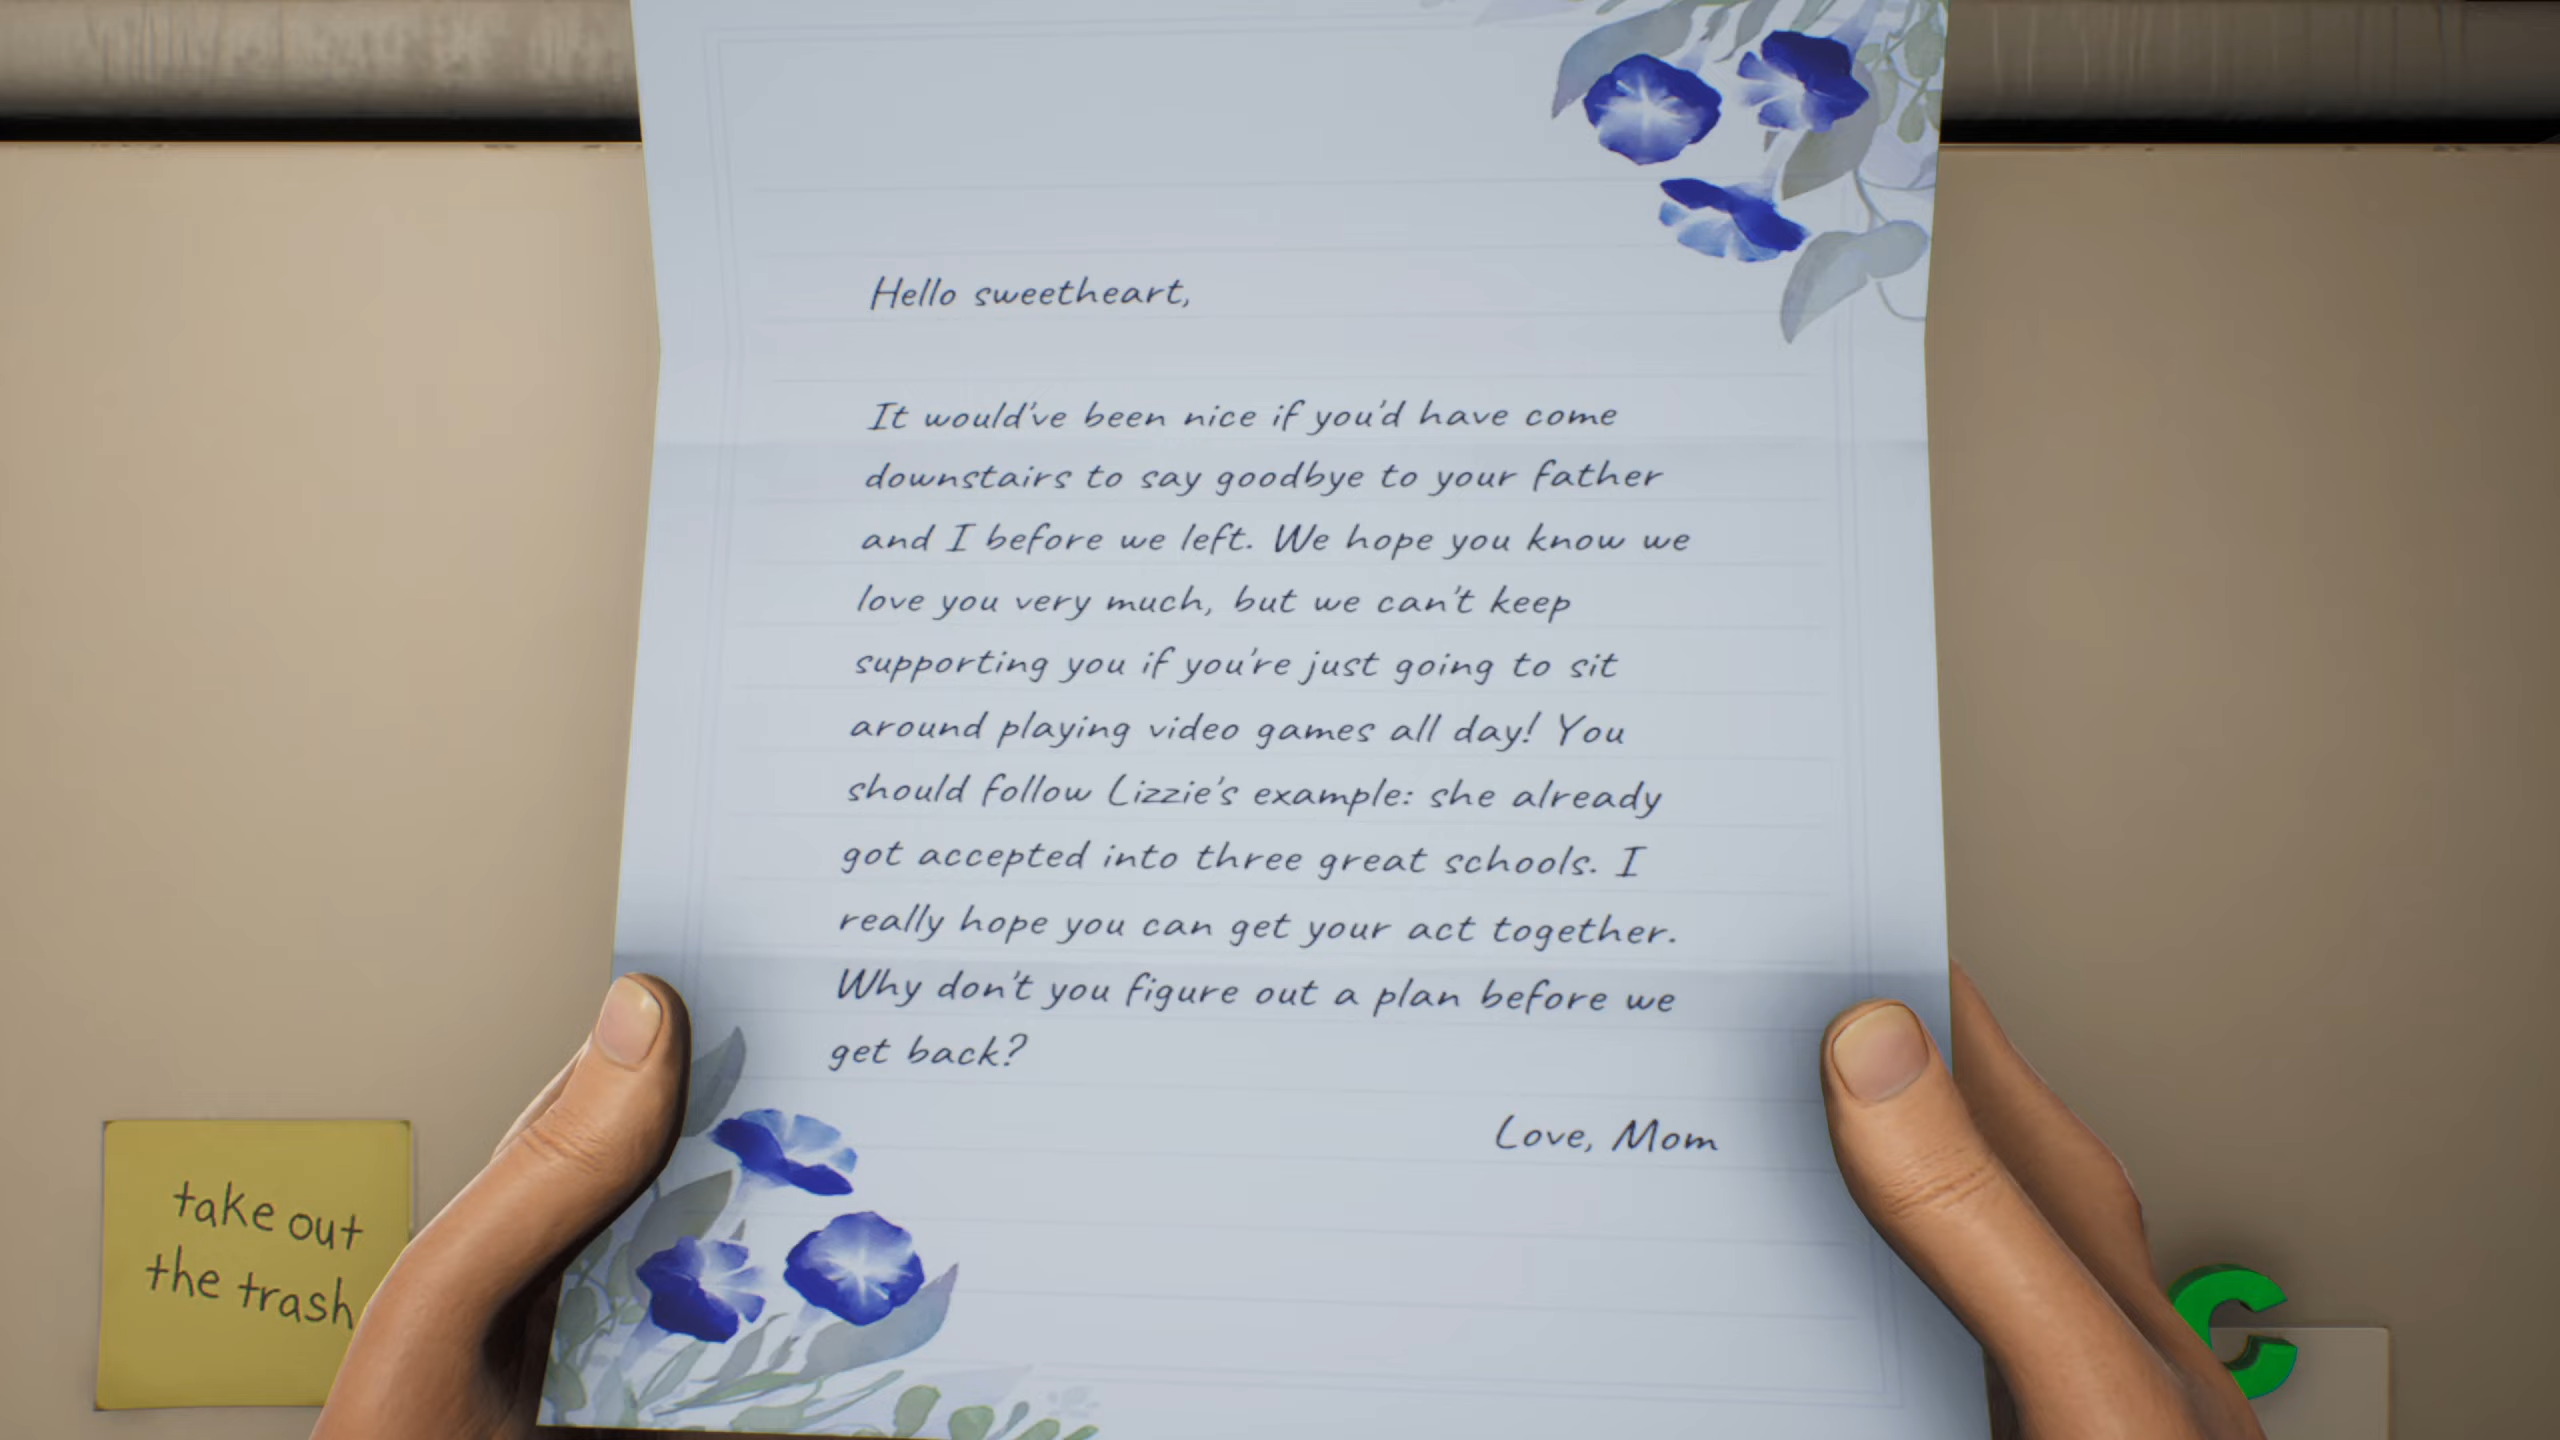 Hello sweetheart,
It would've been nice if you'd have come
downstairs to say goodbye to your father
and I before we left. We hope you know we
love you very much, but we can't keep
supporting you if you're just going to sit
around playing video games all day! You
should follow Lizzie's example: she already
got accepted into three great schools. I
really hope you can get your act together.
Why don't you figure out a plan before we
get back?
Love, Mom
take out
the trash
C